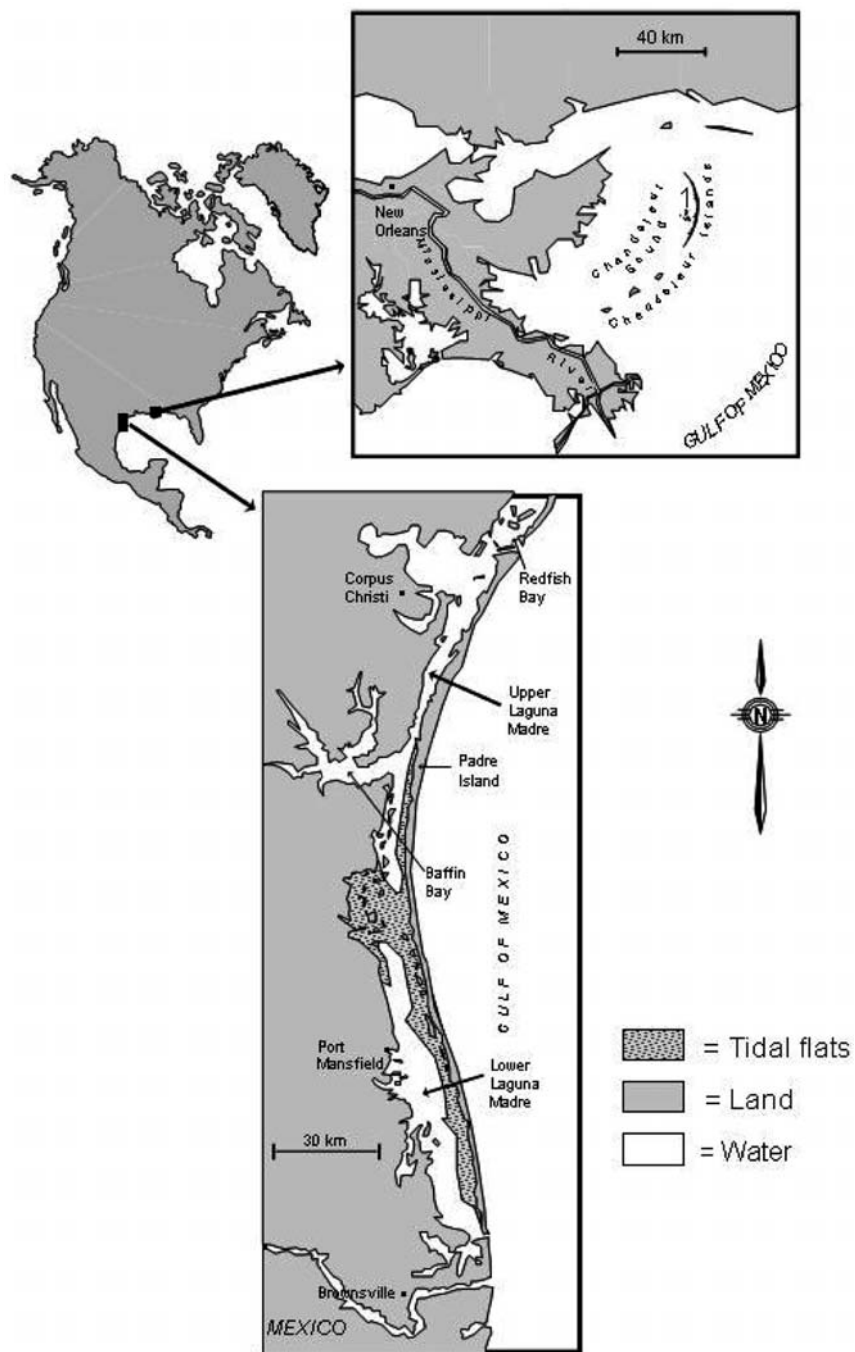 40 km
New
Orleans
Mississippi
River
Chandeleur
Sound
Islands
GULF OF MEXICO
Corpus
Christi
Redfish
Bay
Upper
Laguna
Madre
Padre
Island
Baffin
Bay
GULF OF MEXICO
Port
Mansfield
Lower
Laguna
Madre
30 km
Brownsville
MEXICO
N
= Tidal flats
= Land
= Water